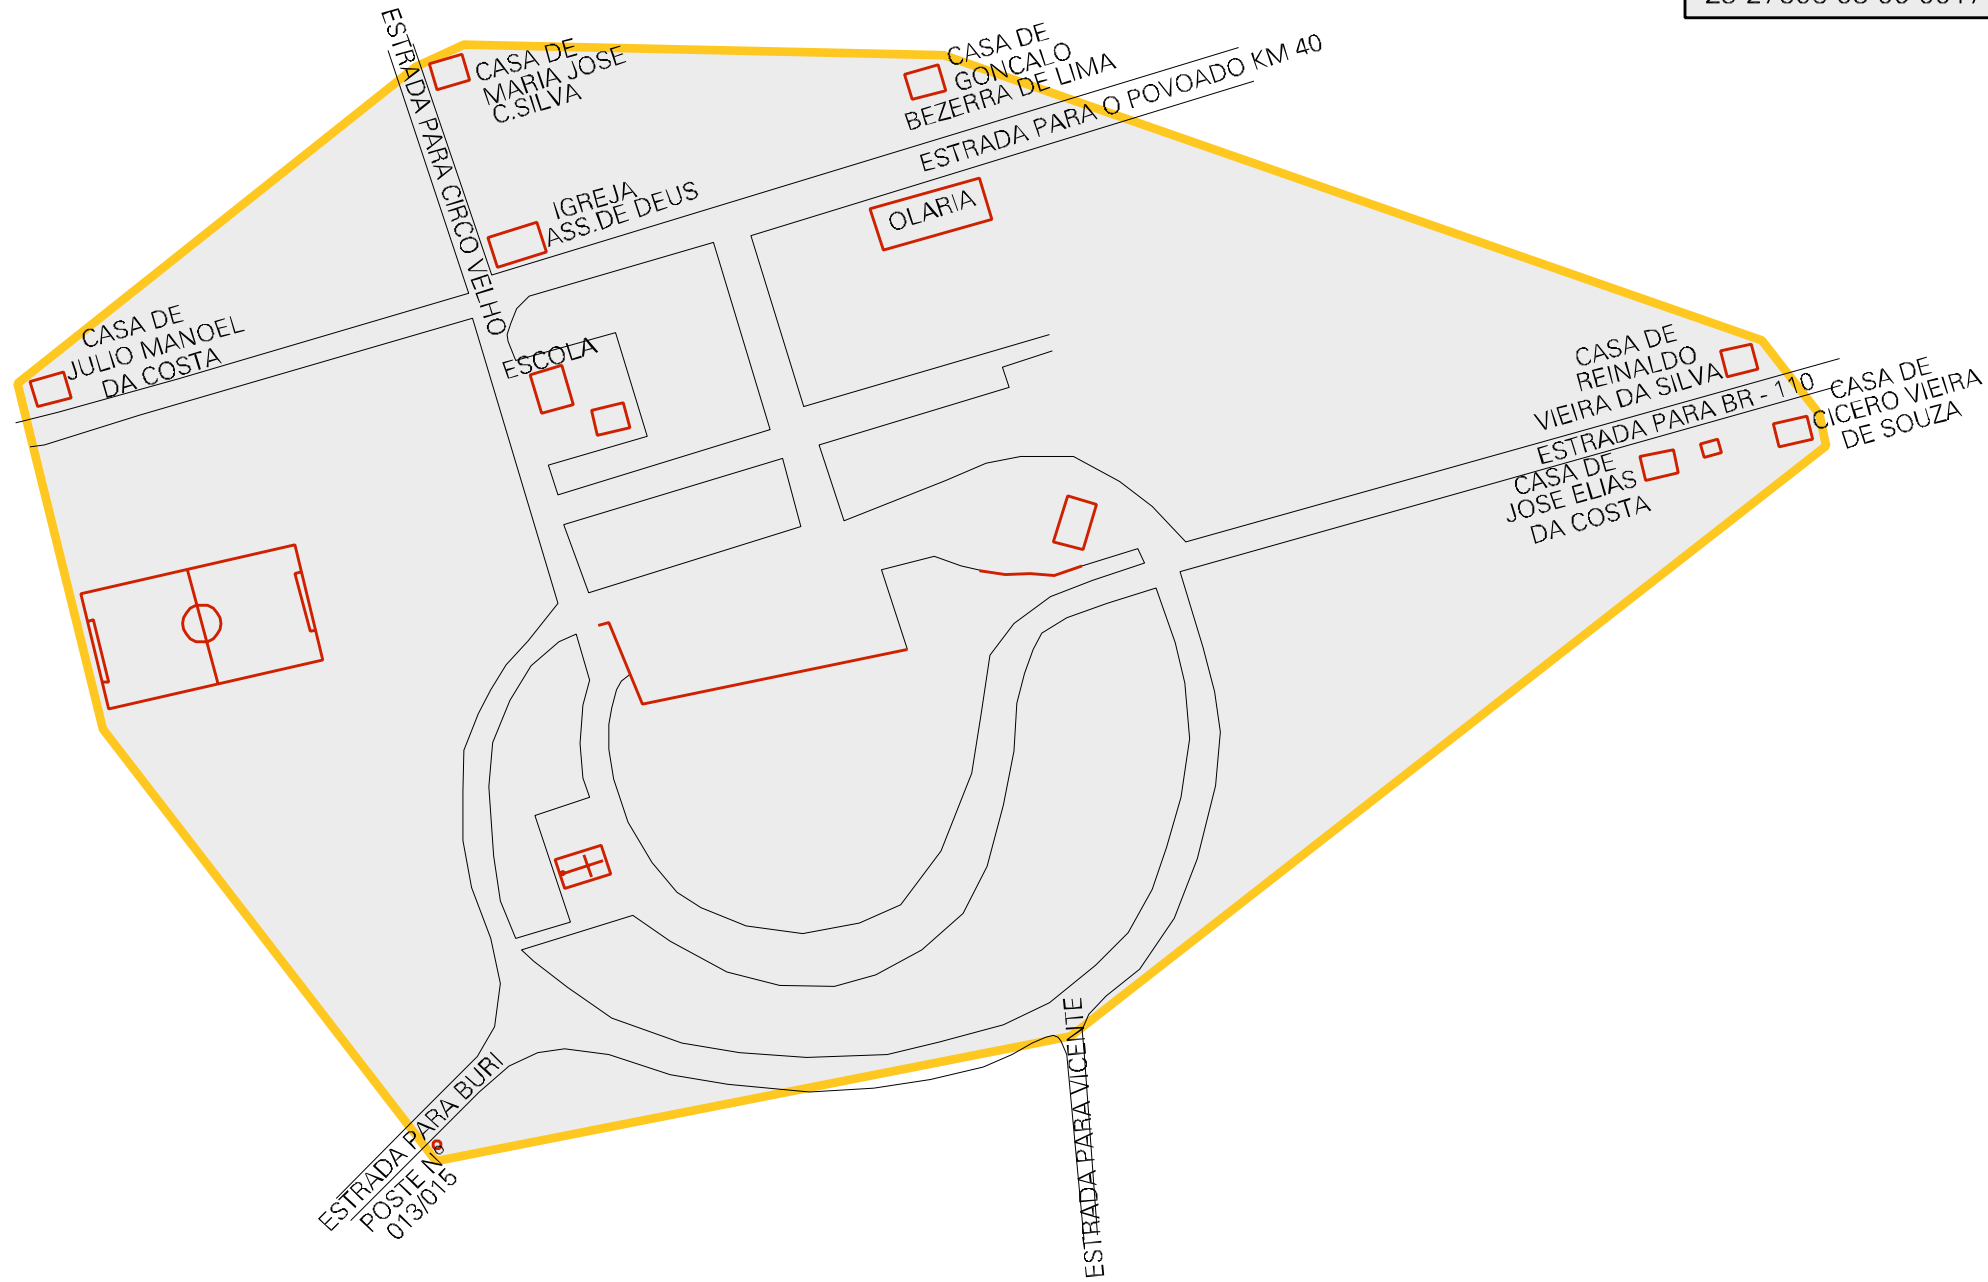 ESTRADA PARA CIRCO VELHO
CASA DE
MARIA JOSE
C.SILVA
CASA DE
GONCALO
BEZERRA DE LIMA
ESTRADA PARA O POVOADO KM 40
IGREJA
ASS.DE DEUS
OLARIA
CASA DE
JULIO MANOEL
DA COSTA
ESCOLA
CASA DE
REINALDO
VIEIRA DA SILVA
ESTRADA PARA BR - 110
CASA DE
CICERO VIEIRA
DE SOUZA
CASA DE
JOSE ELIAS
DA COSTA
ESTRADA PARA BURI
POSTE Nº
013/015
ESTRADA PARA VICENTE